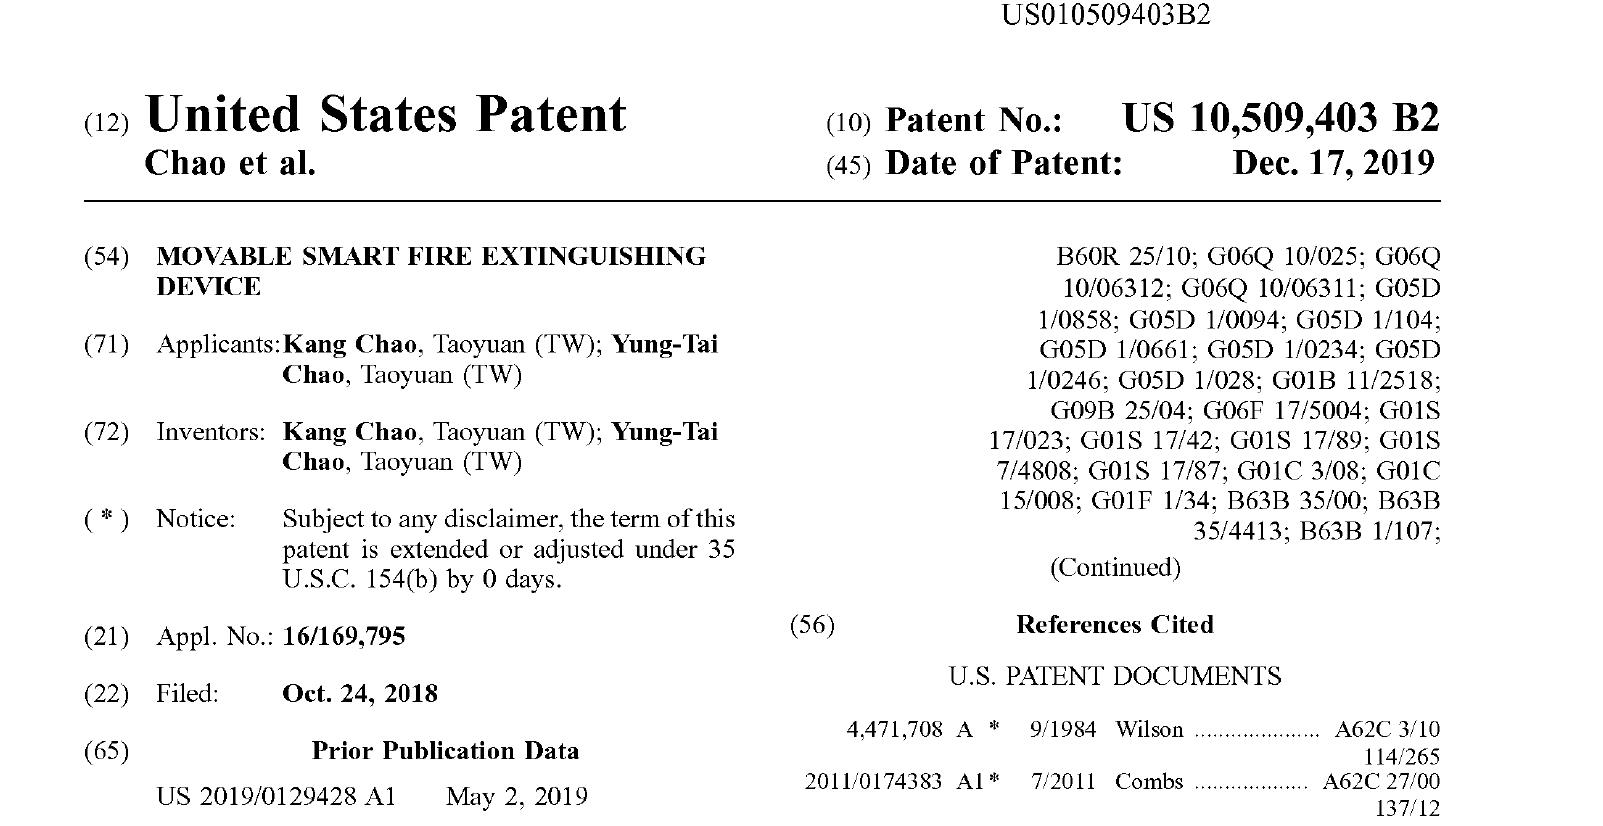 US010509403B2
(12) United States Patent
Chao et al.
(10) Patent No.: US 10,509,403 B2
(45) Date of Patent: Dec. 17, 2019
(54) MOVABLE SMART FIRE EXTINGUISHING
DEVICE
(71) Applicants: Kang Chao, Taoyuan (TW); Yung-Tai
Chao, Taoyuan (TW)
(72) Inventors: Kang Chao, Taoyuan (TW); Yung-Tai
Chao, Taoyuan (TW)
( * ) Notice: Subject to any disclaimer, the term of this
patent is extended or adjusted under 35
U.S.C. 154(b) by 0 days.
(21) Appl. No.: 16/169,795
(22) Filed: Oct. 24, 2018
(65) Prior Publication Data
US 2019/0129428 A1 May 2, 2019
B60R 25/10; G06Q 10/025; G06Q
10/06312; G06Q 10/06311; G05D
1/0858; G05D 1/0094; G05D 1/104;
G05D 1/0661; G05D 1/0234; G05D
1/0246; G05D 1/028; G01B 11/2518;
G09B 25/04; G06F 17/5004; G01S
17/023; G01S 17/42; G01S 17/89; G01S
7/4808; G01S 17/87; G01C 3/08; G01C
15/008; G01F 1/34; B63B 35/00; B63B
35/4413; B63B 1/107;
(Continued)
(56) References Cited
U.S. PATENT DOCUMENTS
4,471,708 A * 9/1984 Wilson ..................... A62C 3/10
114/265
2011/0174383 A1* 7/2011 Combs ................... A62C 27/00
137/12